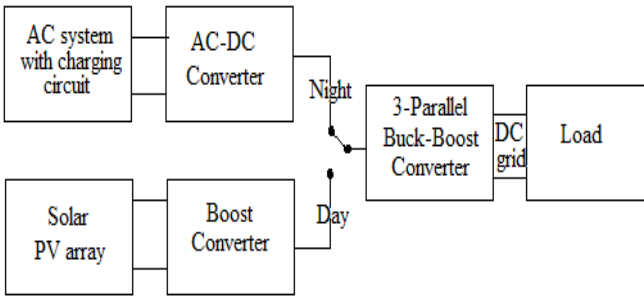 AC system
with charging
circuit
AC-DC
Converter
Night
3-Parallel
Buck-Boost
Converter
DC
grid
Load
Solar
PV array
Boost
Converter
Day